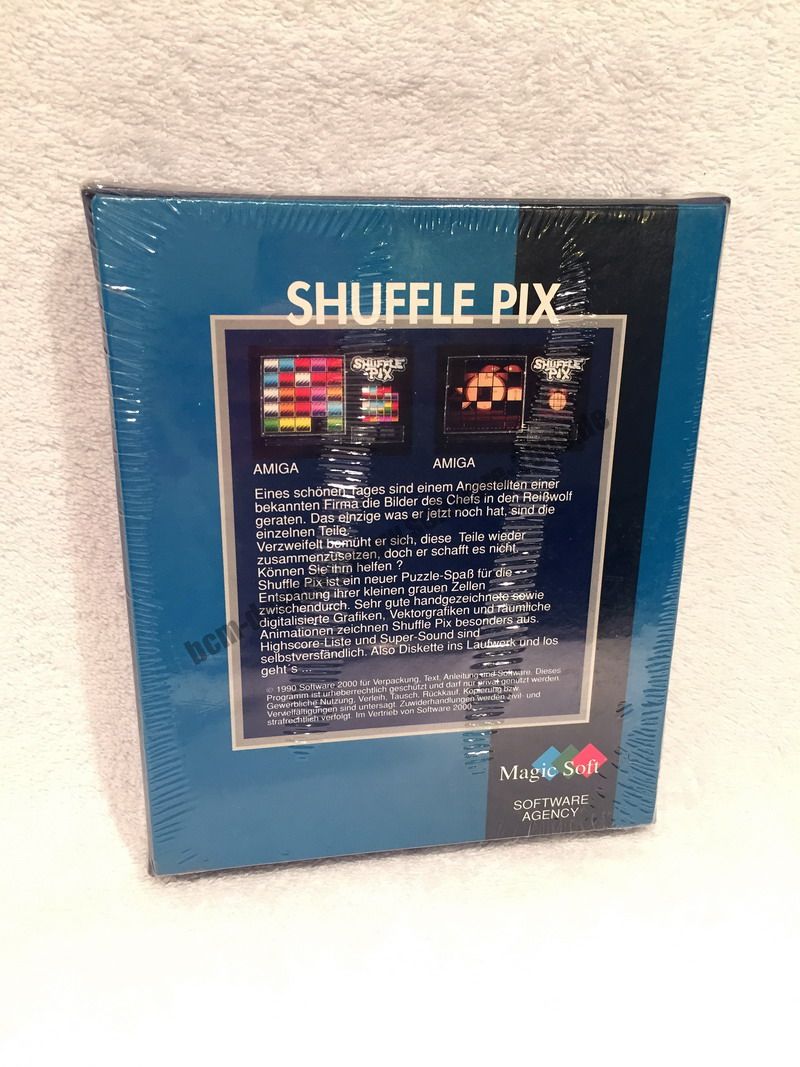 SHUFFLE PIX
SHUFFLE
PIX
SHUFFLE
PIX
AMIGA
AMIGA
Eines schönen Tages sind einem Angestellten einer
bekannten Firma die Bilder des Chefs in den Reißwolf
geraten. Das einzige was er jetzt noch hat, sind die
einzelnen Teile.
Verzweifelt bemüht er sich, diese Teile wieder
zusammenzusetzen, doch er schafft es nicht.
Können Sie ihm helfen ?
Shuffle Pix ist ein neuer Puzzle-Spaß für die
Entspanung ihrer kleinen grauen Zellen
zwischendurch. Sehr gute handgezeichnete sowie
digitalisierte Grafiken, Vektorgrafiken und räumliche
Animationen zeichnen Shuffle Pix besonders aus.
Highscore-Liste und Super-Sound sind
selbstverständlich. Also Diskette ins Laufwerk und los
geht´s ...
© 1990 Software 2000 für Verpackung, Text, Anleitung und Software. Dieses
Programm ist urheberrechtlich geschützt und darf nur privat genutzt werden.
Gewerbliche Nutzung, Verleih, Tausch, Rückkauf, Kopierung bzw.
Vervielfältigungen sind untersagt. Zuwiderhandlungen werden zivil- und
strafrechtlich verfolgt. Im Vertrieb von Software 2000.
Magic Soft
SOFTWARE
AGENCY